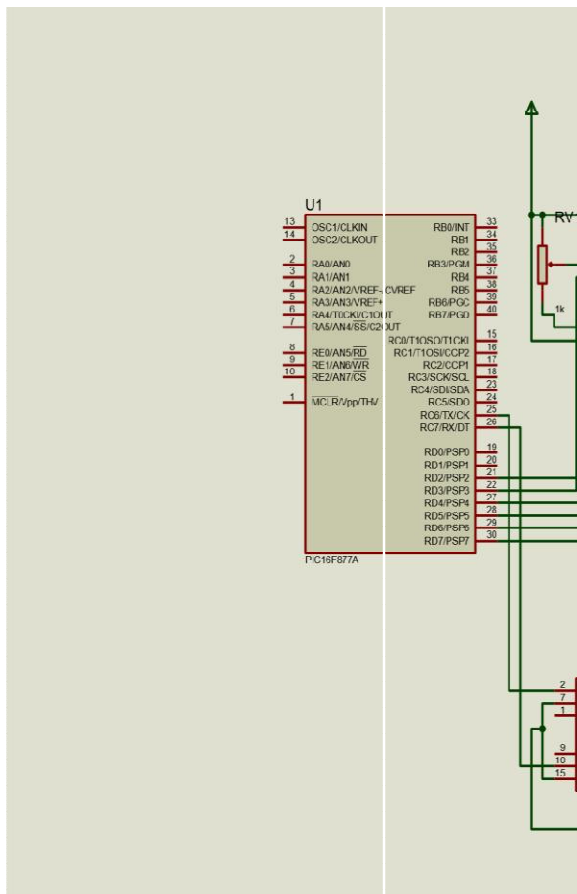 U1
13 OSC1/CLKIN RB0/INT 33
14 OSC2/CLKOUT RB1 34
RB2 35
2 RA0/AN0 RB3/PGM 36
3 RA1/AN1 RB4 37
4 RA2/AN2/VREF-/CVREF RB5 38
5 RA3/AN3/VREF+ RB6/PGC 39
6 RA4/T0CKI/C1OUT RB7/PGD 40
7 RA5/AN4/SS/C2OUT
RC0/T1OSO/T1CKI 15
8 RE0/AN5/RD RC1/T1OSI/CCP2 16
9 RE1/AN6/WR RC2/CCP1 17
10 RE2/AN7/CS RC3/SCK/SCL 18
RC4/SDI/SDA 23
1 MCLR/Vpp/THV RC5/SDO 24
RC6/TX/CK 25
RC7/RX/DT 26
RD0/PSP0 19
RD1/PSP1 20
RD2/PSP2 21
RD3/PSP3 22
RD4/PSP4 27
RD5/PSP5 28
RD6/PSP6 29
RD7/PSP7 30
PIC16F877A
RV
1k
2
7
1
9
10
15